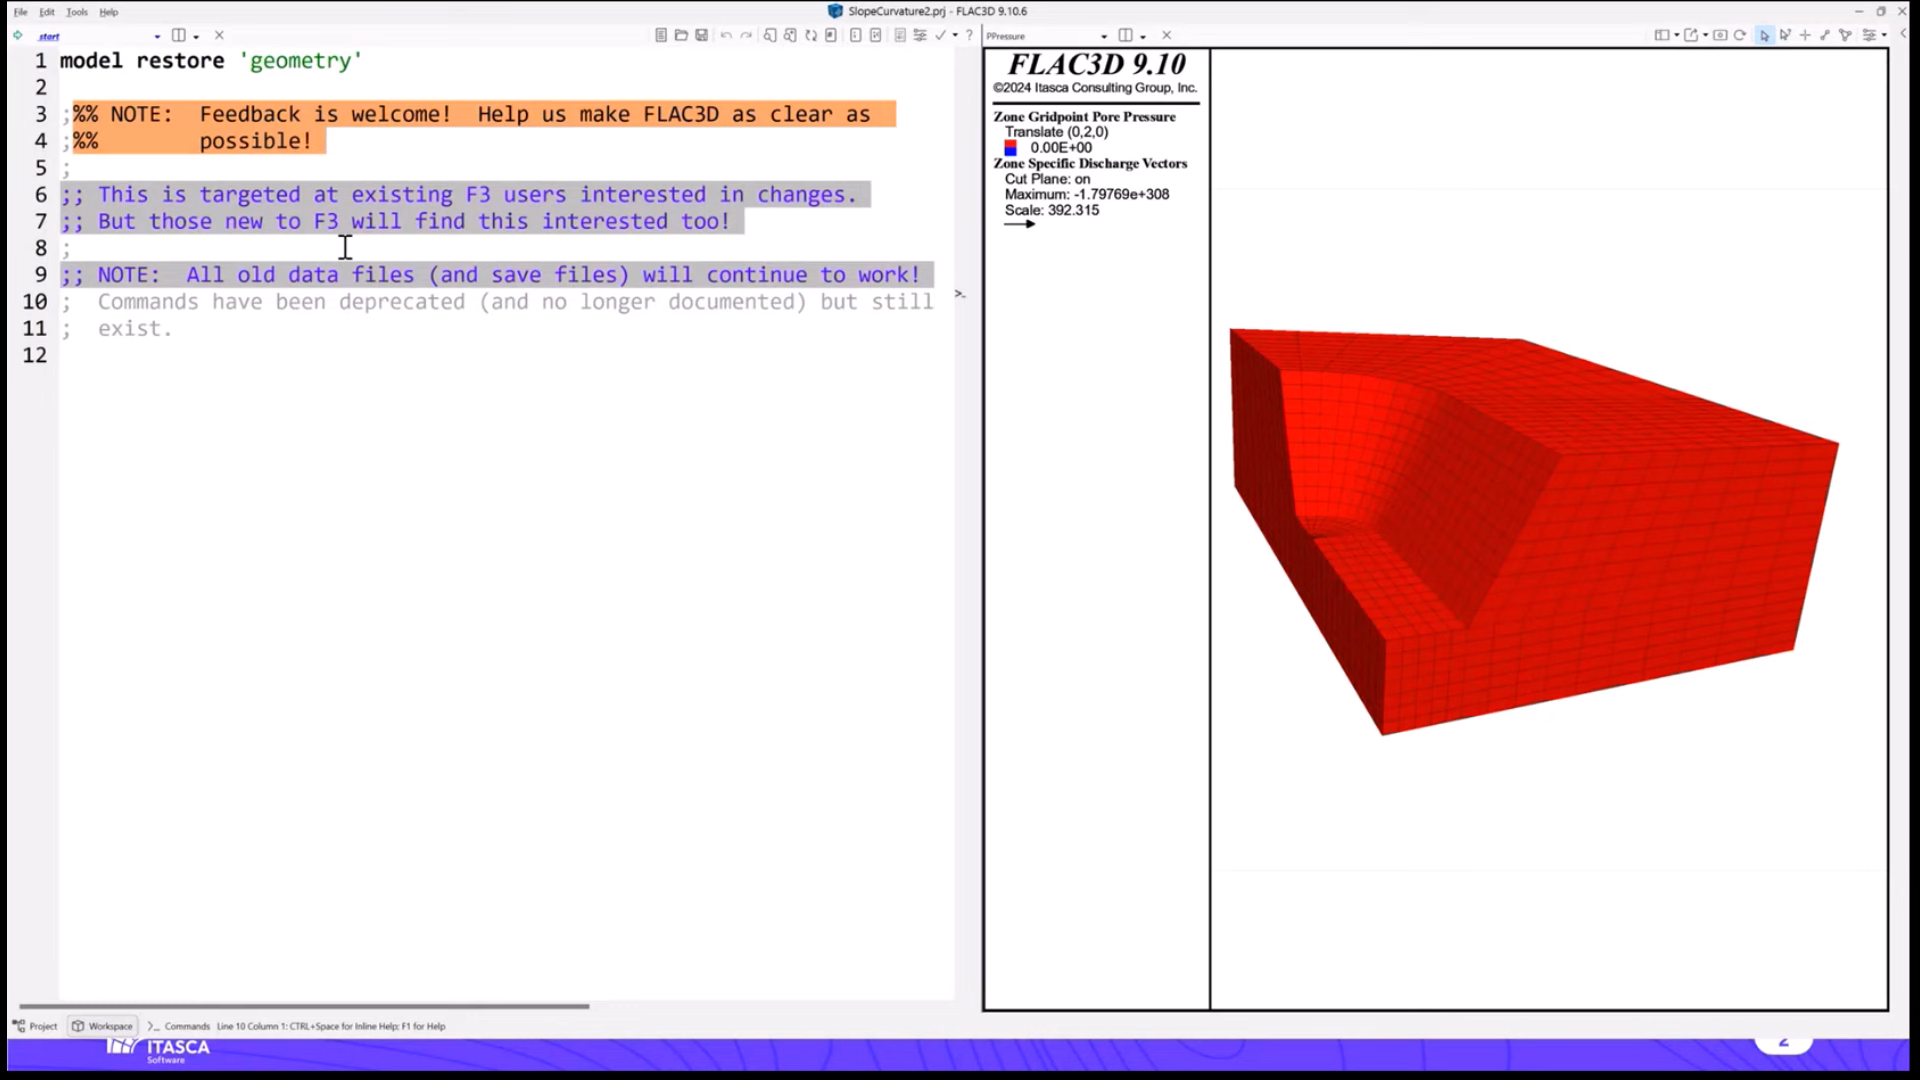 File Edit Tools Help
SlopeCurvature2.prj - FLAC3D 9.10.6
start
PPressure
1 model restore 'geometry'
2
3 ;%% NOTE:  Feedback is welcome!  Help us make FLAC3D as clear as
4 ;%%        possible!
5 ;
6 ;; This is targeted at existing F3 users interested in changes.
7 ;; But those new to F3 will find this interested too!
8 ;
9 ;; NOTE:  All old data files (and save files) will continue to work!
10 ;  Commands have been deprecated (and no longer documented) but still
11 ;  exist.
12
FLAC3D 9.10
©2024 Itasca Consulting Group, Inc.
Zone Gridpoint Pore Pressure
Translate (0,2,0)
0.00E+00
Zone Specific Discharge Vectors
Cut Plane: on
Maximum: -1.79769e+308
Scale: 392.315
Project Workspace Commands Line 10 Column 1: CTRL+Space for Inline Help: F1 for Help
ITASCA
Software
2